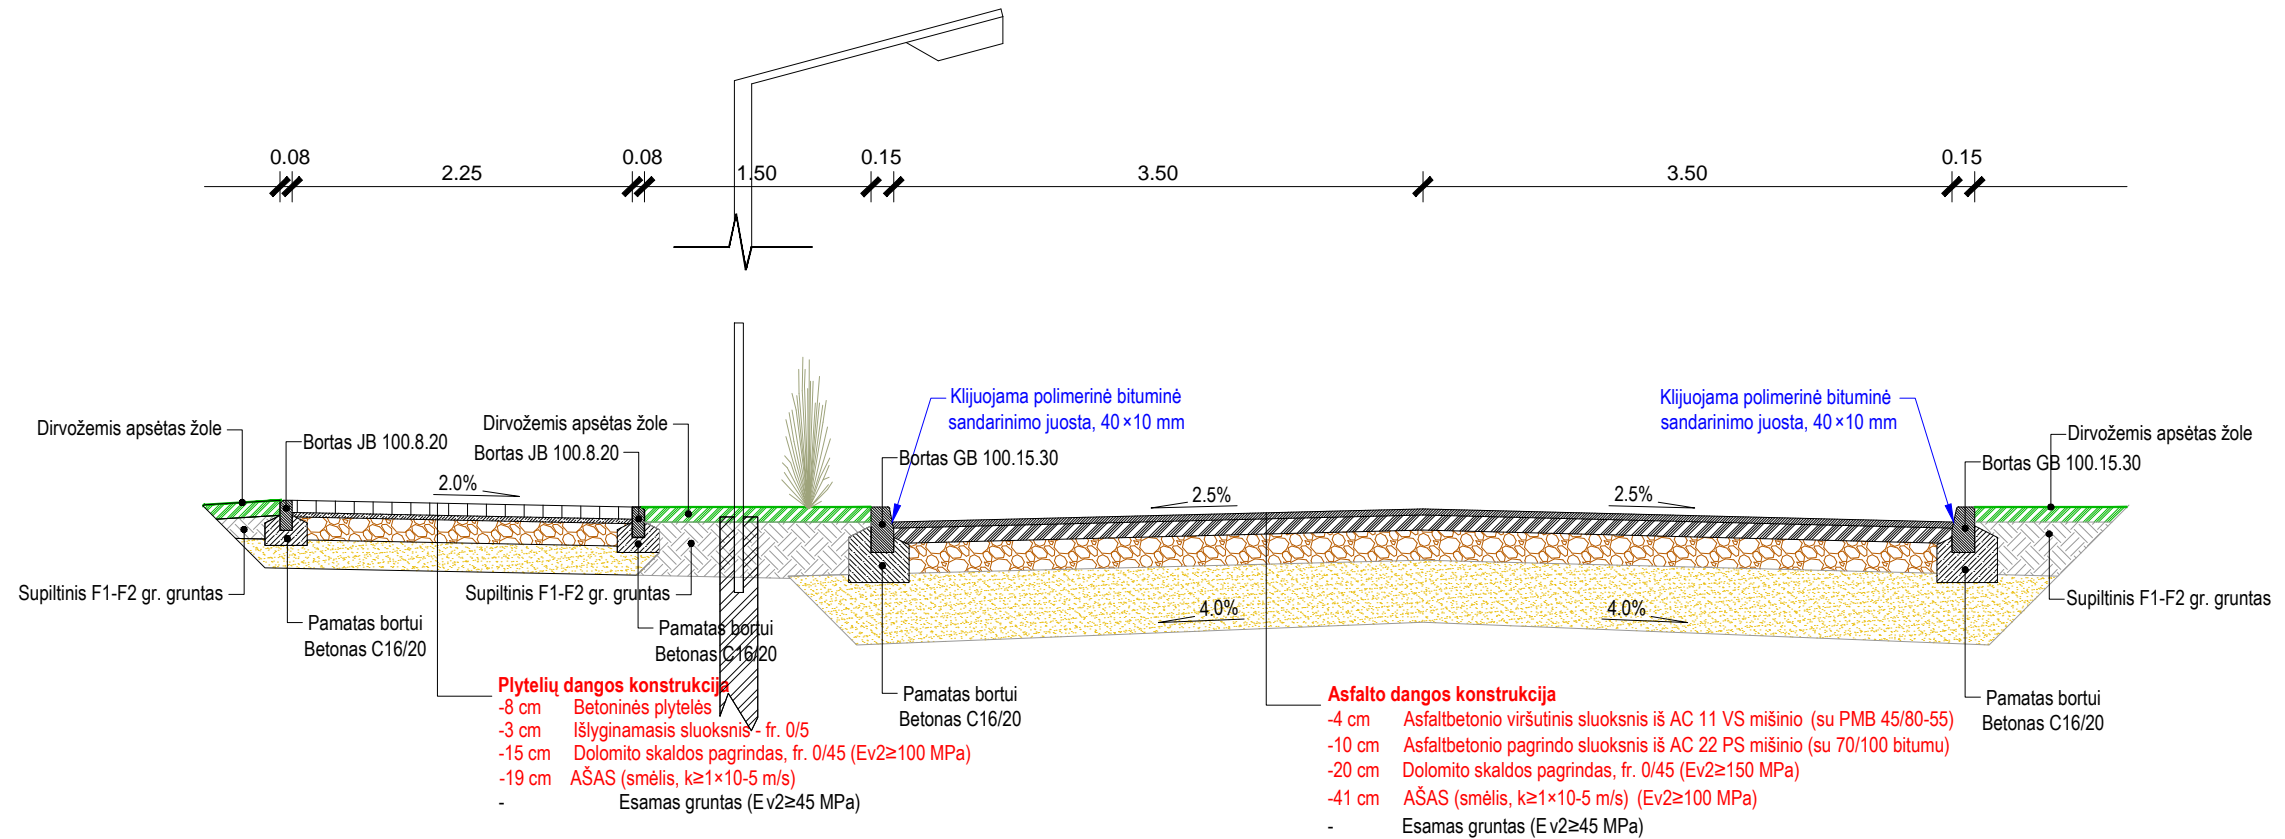 0.08
2.25
0.08
1.50
0.15
3.50
3.50
0.15
Klijuojama polimerinė bituminė
sandarinimo juosta, 40×10 mm
Klijuojama polimerinė bituminė
sandarinimo juosta, 40×10 mm
Dirvožemis apsėtas žole
Bortas JB 100.8.20
Dirvožemis apsėtas žole
Bortas JB 100.8.20
Bortas GB 100.15.30
Dirvožemis apsėtas žole
Bortas GB 100.15.30
2.0%
2.5%
2.5%
4.0%
4.0%
Supiltinis F1-F2 gr. gruntas
Pamatas bortui
Betonas C16/20
Supiltinis F1-F2 gr. gruntas
Pamatas bortui
Betonas C16/20
Supiltinis F1-F2 gr. gruntas
Pamatas bortui
Betonas C16/20
Pamatas bortui
Betonas C16/20
Plytelių dangos konstrukcija
-8 cm Betoninės plytelės
-3 cm Išlyginamasis sluoksnis - fr. 0/5
-15 cm Dolomito skaldos pagrindas, fr. 0/45 (Ev2≥100 MPa)
-19 cm AŠAS (smėlis, k≥1×10-5 m/s)
- Esamas gruntas (Ev2≥45 MPa)
Asfalto dangos konstrukcija
-4 cm Asfaltbetonio viršutinis sluoksnis iš AC 11 VS mišinio (su PMB 45/80-55)
-10 cm Asfaltbetonio pagrindo sluoksnis iš AC 22 PS mišinio (su 70/100 bitumu)
-20 cm Dolomito skaldos pagrindas, fr. 0/45 (Ev2≥150 MPa)
-41 cm AŠAS (smėlis, k≥1×10-5 m/s) (Ev2≥100 MPa)
- Esamas gruntas (Ev2≥45 MPa)